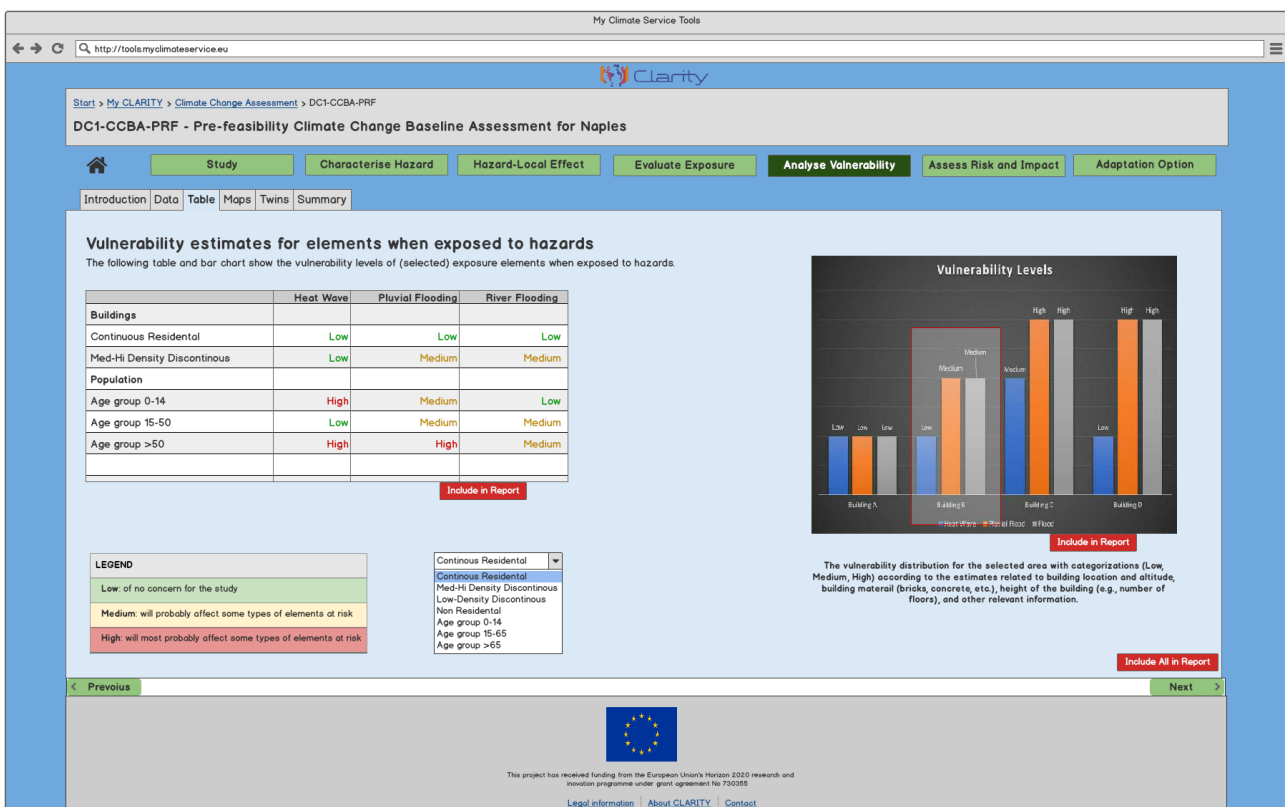 My Climate Service Tools
http://tools.myclimateservice.eu
Clarity
Start > My CLARITY > Climate Change Assessment > DC1-CCBA-PRF
DC1-CCBA-PRF - Pre-feasibility Climate Change Baseline Assessment for Naples
Study Characterise Hazard Hazard-Local Effect Evaluate Exposure Analyse Valnerability Assess Risk and Impact Adaptation Option
Introduction Data Table Maps Twins Summary
Vulnerability estimates for elements when exposed to hazards
The following table and bar chart show the vulnerability levels of (selected) exposure elements when exposed to hazards.
Heat Wave Pluvial Flooding River Flooding
Buildings
Continuous Residental Low Low Low
Med-Hi Density Discontinous Low Medium Medium
Population
Age group 0-14 High Medium Low
Age group 15-50 Low Medium Medium
Age group >50 High High Medium
Include in Report
Vulnerability Levels
High High High High
Medium
Medium Medium
Low Low Low Low Low
Building A Building B Building C Building D
Heat Wave Pluvial Flood Flood
Include in Report
The vulnerability distribution for the selected area with categorizations (Low,
Medium, High) according to the estimates related to building location and altitude,
building materail (bricks, concrete, etc.), height of the building (e.g., number of
floors), and other relevant information.
LEGEND
Low: of no concern for the study
Medium: will probably affect some types of elements at risk
High: will most probably affect some types of elements at risk
Continous Residental
Continous Residental
Med-Hi Density Discontinous
Low-Density Discontinous
Non Residental
Age group 0-14
Age group 15-65
Age group >65
Include All in Report
< Prevoius Next >
This project has received funding from the European Union's Horizon 2020 research and
inovation programme under grant agreement No 730355
Legal information About CLARITY Contact